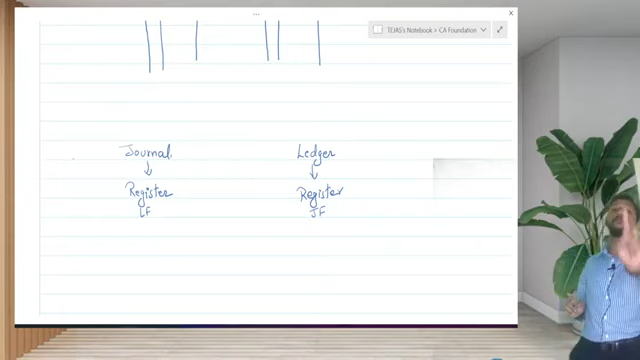 TEJAS's Notebook > CA Foundation
Journal
Ledger
Register
Register
LF
JF